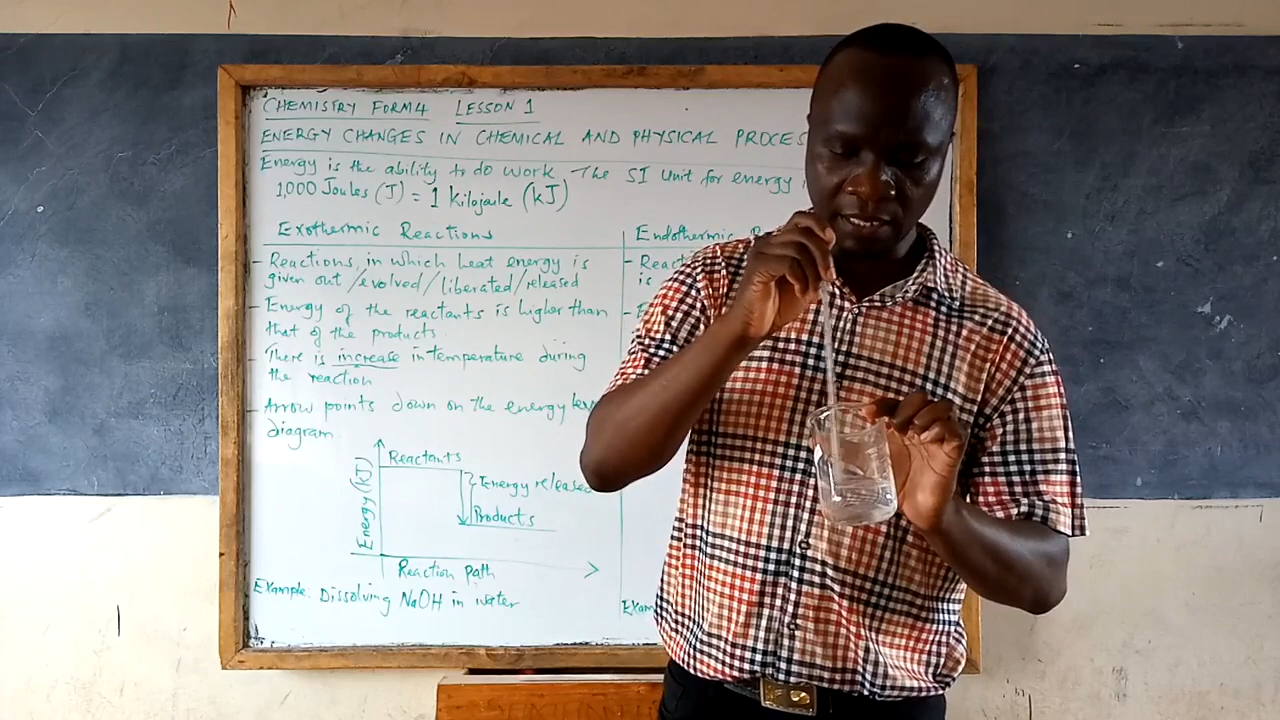 CHEMISTRY FORM 4 LESSON 1
ENERGY CHANGES IN CHEMICAL AND PHYSICAL PROCES
Energy is the ability to do work. The SI Unit for energy
1,000 Joules (J) = 1 kilojoule (kJ)
Exothermic Reactions
- Reactions in which heat energy is
given out/evolved/liberated/released
- Energy of the reactants is higher than
that of the products
- There is increase in temperature during
the reaction
- Arrow points down on the energy
diagram
Reactants
Energy released
Products
Energy (kJ)
Reaction path
Example: Dissolving NaOH in water
Endothermic
- Reac
is
-
Exam